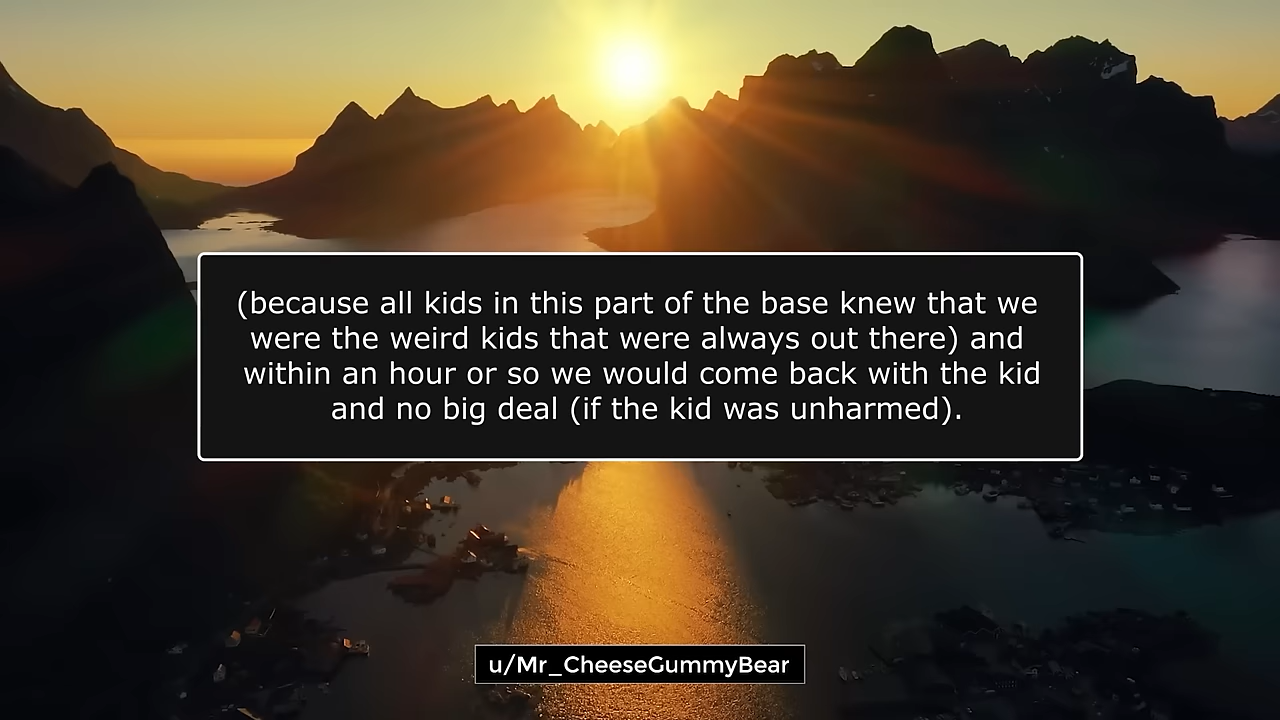 (because all kids in this part of the base knew that we
were the weird kids that were always out there) and
within an hour or so we would come back with the kid
and no big deal (if the kid was unharmed).
u/Mr_CheeseGummyBear